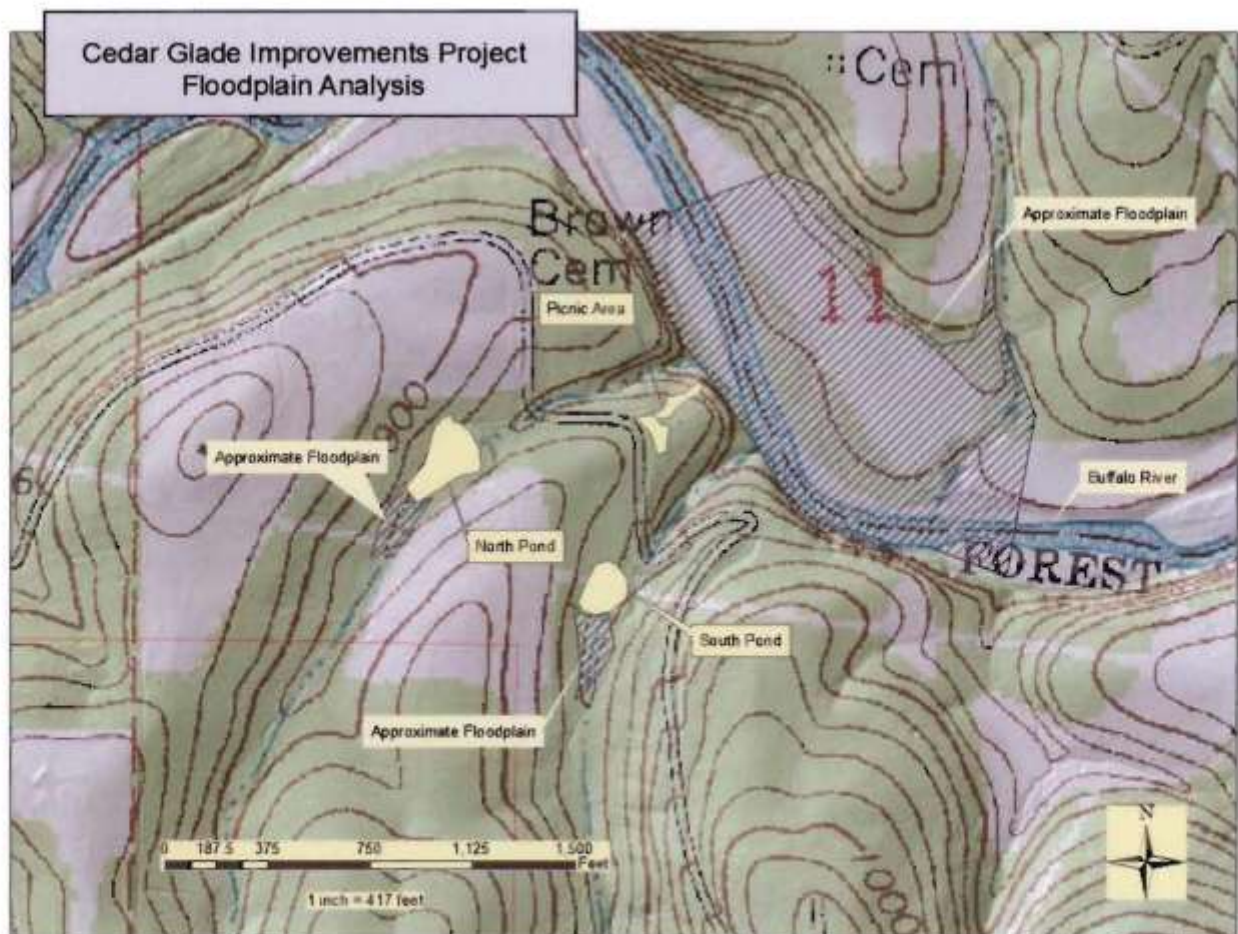 Cedar Glade Improvements Project
Floodplain Analysis
Cem
Approximate Floodplain
Brown
Cem
11
Picnic Area
900
Approximate Floodplain
6
North Pond
Buffalo River
FOREST
South Pond
Approximate Floodplain
N
0 187.5 375 750 1,125 1,500
Feet
1 inch = 417 feet
1000